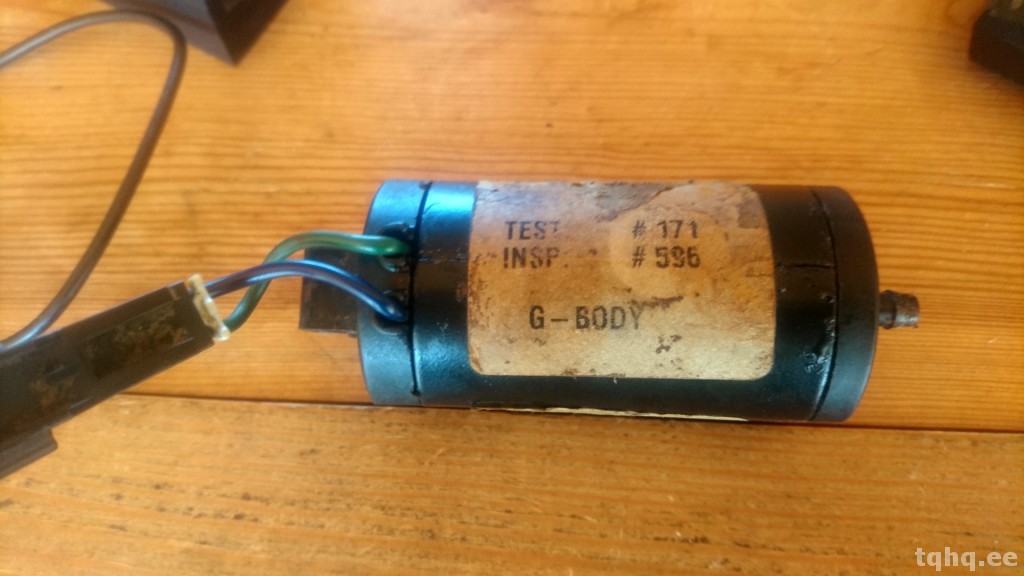 TEST # 171
INSP. # 596
G-BODY
tqhq.ee